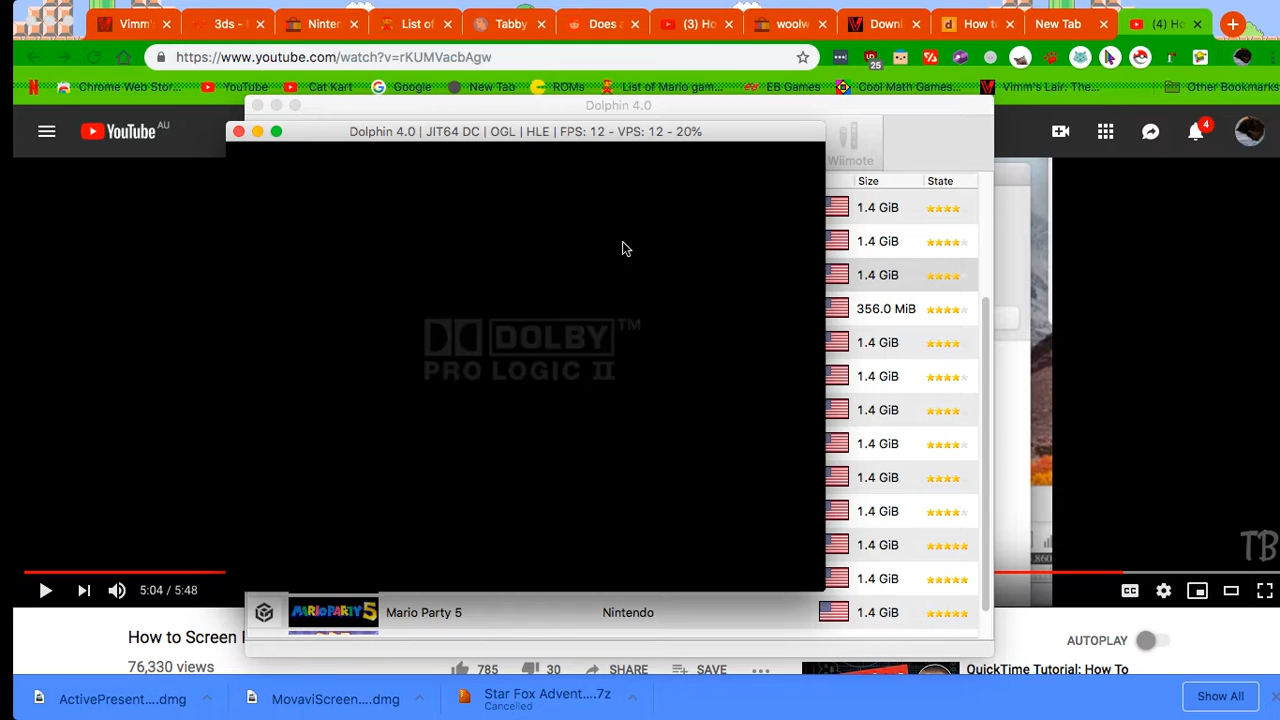 Vimm'
3ds -
Ninter
List of
Tabby
Does a
(3) Ho
woolw
Downl
How tu
New Tab
(4) Ho
https://www.youtube.com/watch?v=rKUMVacbAgw
25
Chrome Web Stor...
YouTube
Cat Kart
Google
New Tab
ROMs
List of Mario gam...
EB Games
Cool Math Games...
Vimm's Lair: The...
Other Bookmarks
Dolphin 4.0
YouTube AU
4
Dolphin 4.0 | JIT64 DC | OGL | HLE | FPS: 12 - VPS: 12 - 20%
Wiimote
Size State
1.4 GiB
1.4 GiB
1.4 GiB
356.0 MiB
1.4 GiB
1.4 GiB
1.4 GiB
1.4 GiB
1.4 GiB
1.4 GiB
1.4 GiB
1.4 GiB
DOLBY™
PRO LOGIC II
5:04 / 5:48
MARIO PARTY 5 Mario Party 5 Nintendo 1.4 GiB
How to Screen
76,330 views
785 30 SHARE SAVE
AUTOPLAY
QuickTime Tutorial: How To
ActivePresent....dmg
MovaviScreen....dmg
Star Fox Advent....7z
Cancelled
Show All